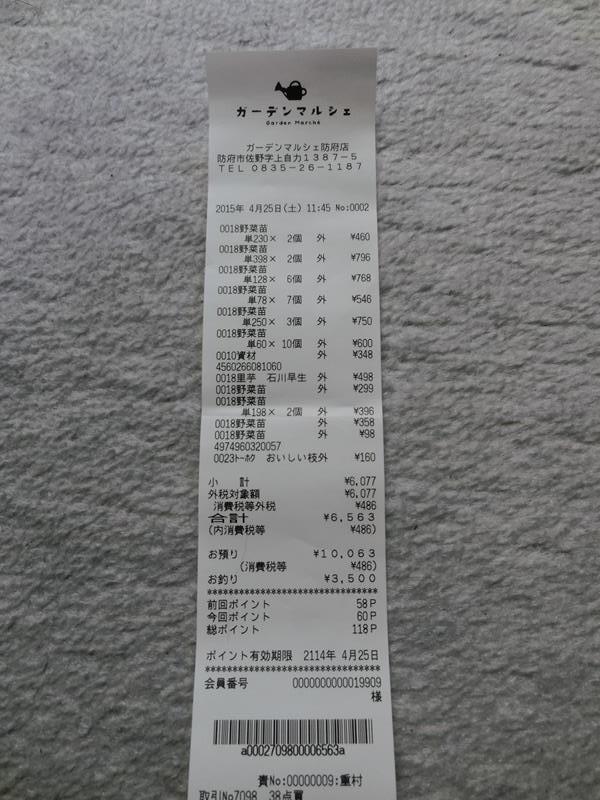 ガーデンマルシェ
Garden Marché
ガーデンマルシェ防府店
防府市佐野字上自力1387-5
TEL 0835-26-1187
2015年 4月25日(土) 11:45 No:0002
0018野菜苗
単230× 2個 外 ¥460
0018野菜苗
単398× 2個 外 ¥796
0018野菜苗
単128× 6個 外 ¥768
0018野菜苗
単78× 7個 外 ¥546
0018野菜苗
単250× 3個 外 ¥750
0018野菜苗
単60× 10個 外 ¥600
0010資材 外 ¥348
4560266081060
0018里芋 石川早生 外 ¥498
0018野菜苗 外 ¥299
0018野菜苗
単198× 2個 外 ¥396
0018野菜苗 外 ¥358
0018野菜苗 外 ¥98
4974960320057
0023トーホク おいしい枝外 ¥160
小 計 ¥6,077
外税対象額 ¥6,077
消費税等外税 ¥486
合計 ¥6,563
(内消費税等 ¥486)
お預り ¥10,063
(消費税等 ¥486)
お釣り ¥3,500
**********************************
前回ポイント 58P
今回ポイント 60P
総ポイント 118P
ポイント有効期限 2114年 4月25日
**********************************
会員番号 0000000000019909
様
a0002709800006563a
責No:00000009:重村
取引No7098 38点買